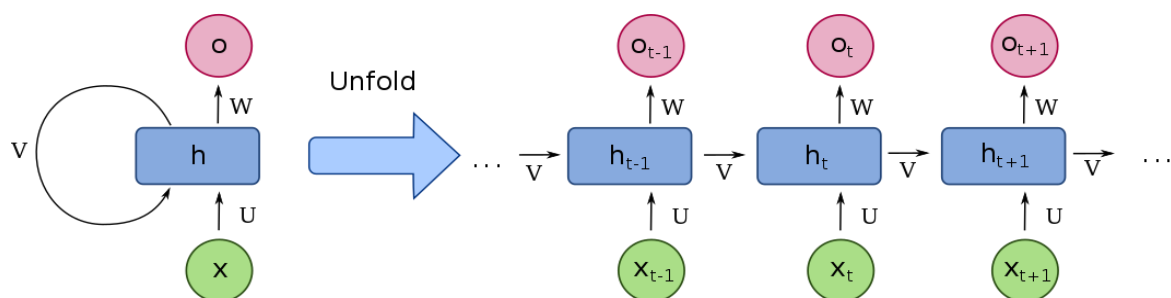 o
W
V
h
U
x
Unfold
...
V
o_{t-1}
W
h_{t-1}
U
x_{t-1}
V
o_t
W
h_t
U
x_t
V
o_{t+1}
W
h_{t+1}
U
x_{t+1}
V
...